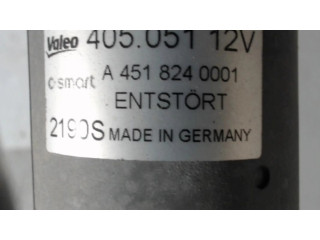 Valeo 405.051 12V
smart A 451 824 0001
ENTSTÖRT
2190S MADE IN GERMANY